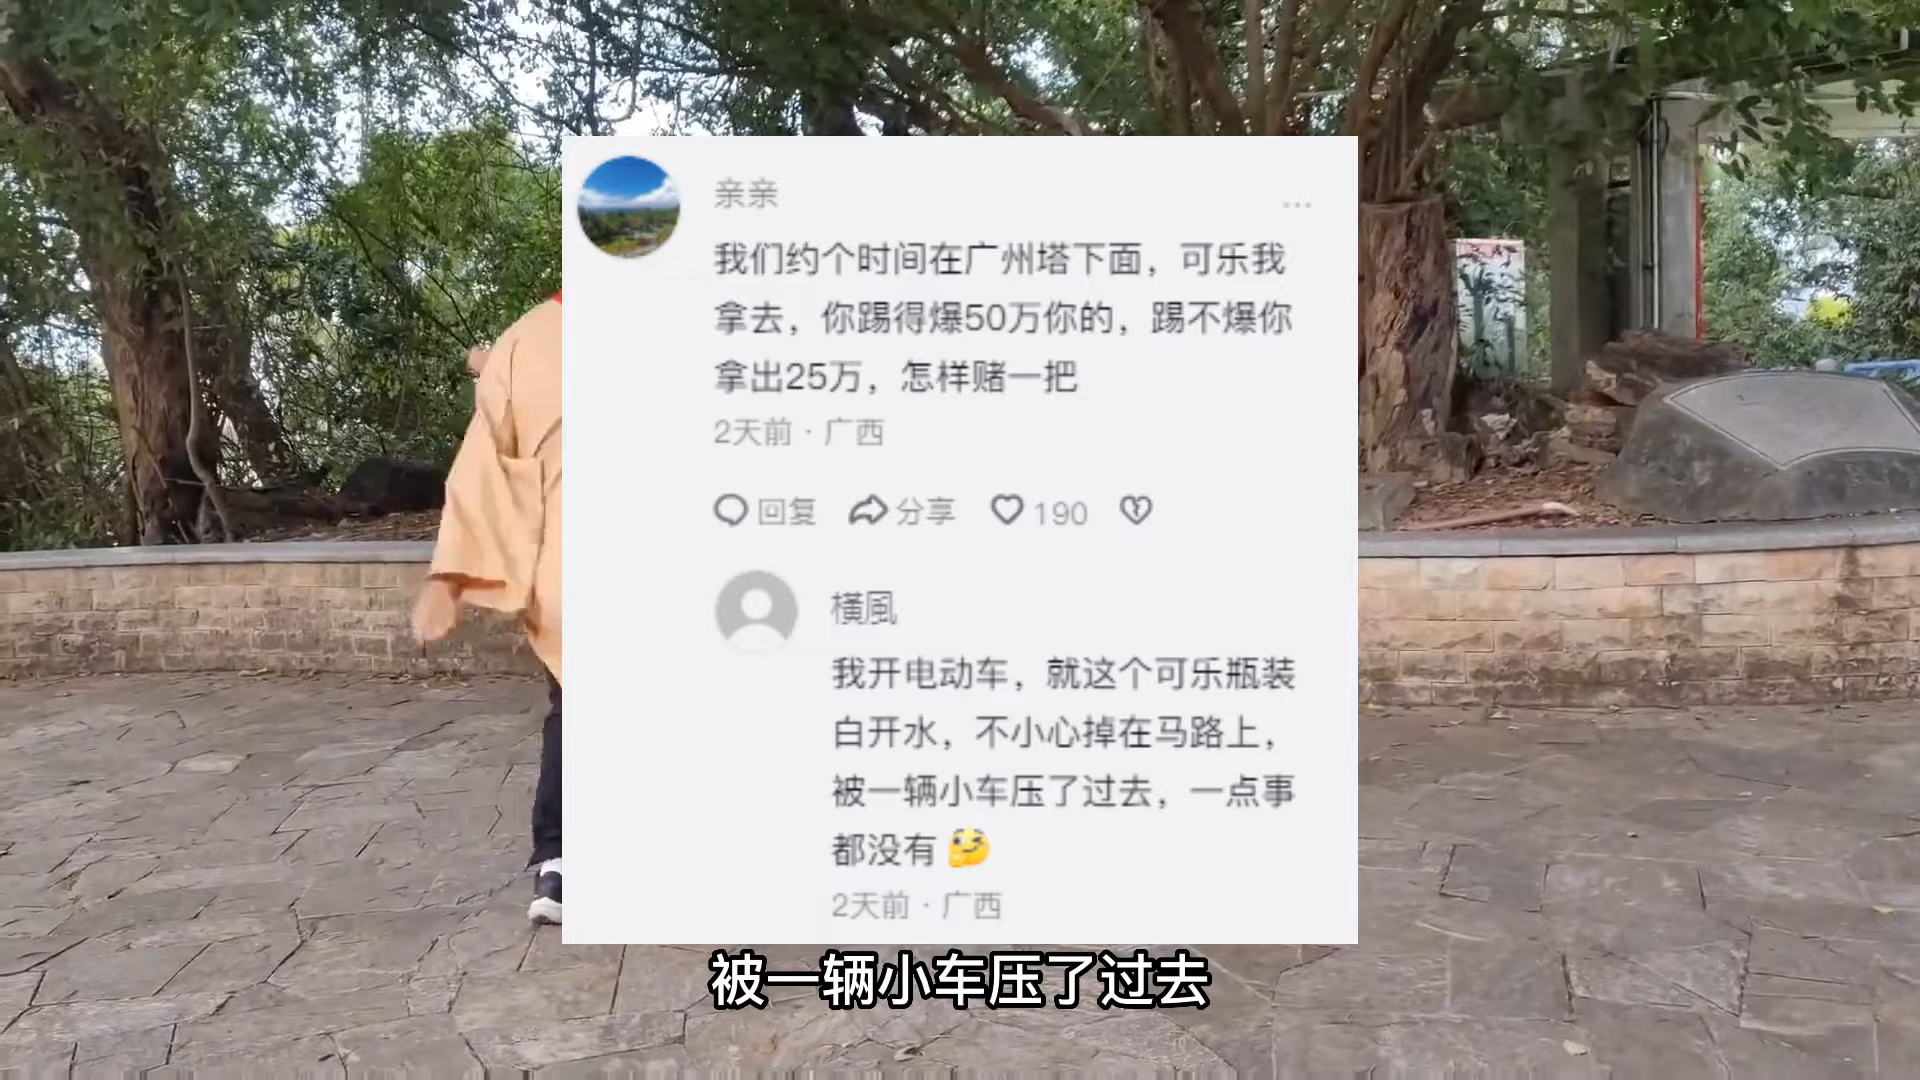 亲亲
...
我们约个时间在广州塔下面，可乐我
拿去，你踢得爆50万你的，踢不爆你
拿出25万，怎样赌一把
2天前 · 广西
回复 分享 190
橫風
我开电动车，就这个可乐瓶装
白开水，不小心掉在马路上，
被一辆小车压了过去，一点事
都没有
2天前 · 广西
被一辆小车压了过去